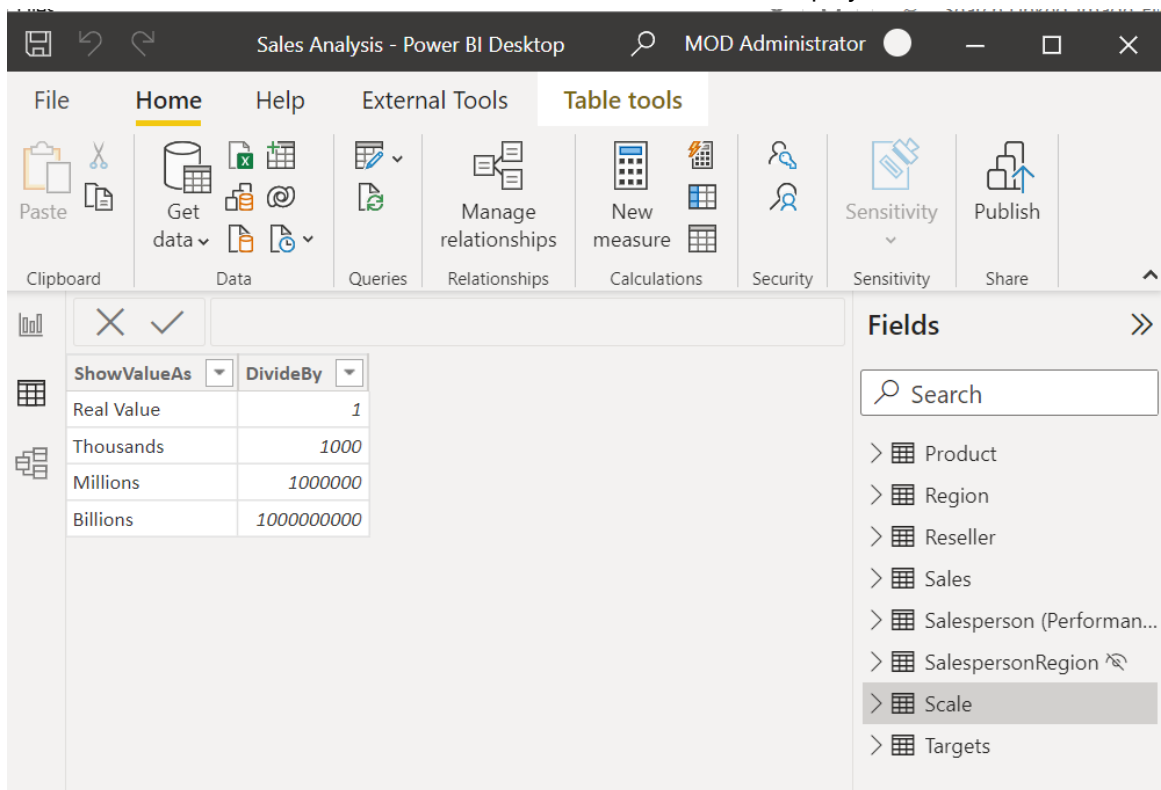 Sales Analysis - Power BI Desktop MOD Administrator
File Home Help External Tools Table tools
Paste Get data Manage relationships New measure Sensitivity Publish
Clipboard Data Queries Relationships Calculations Security Sensitivity Share
Fields
ShowValueAs DivideBy
Real Value 1
Thousands 1000
Millions 1000000
Billions 1000000000
Search
Product
Region
Reseller
Sales
Salesperson (Performan...
SalespersonRegion
Scale
Targets